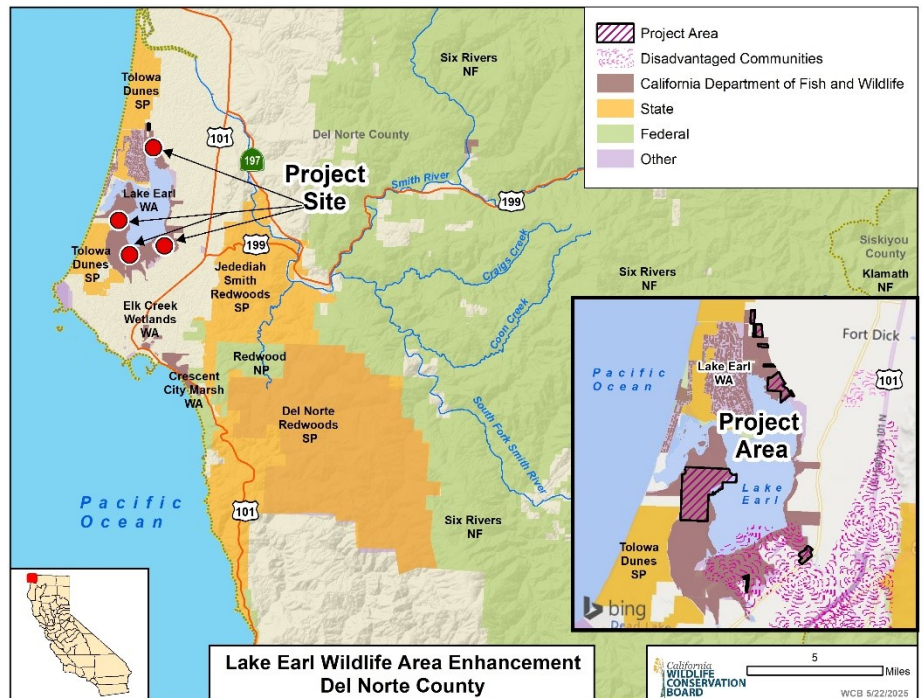 Tolowa
Dunes
SP
101
Del Norte County
Six Rivers
NF
197
Project
Site
Smith River
199
Lake Earl
WA
199
Tolowa
Dunes
SP
Jedediah
Smith
Redwoods
SP
Craigs Creek
Coon Creek
Six Rivers
NF
Siskiyou
County
Klamath
NF
Elk Creek
Wetlands
WA
Redwood
NP
Crescent
City Marsh
WA
Del Norte
Redwoods
SP
South Fork Smith River
Pacific
Ocean
101
Six Rivers
NF
Project Area
Disadvantaged Communities
California Department of Fish and Wildlife
State
Federal
Other
Fort Dick
Lake Earl
WA
101
Pacific
Ocean
Project
Area
Lake
Earl
Tolowa
Dunes
SP
bing
Dead Lake
Highway 101 N
Lake Earl Wildlife Area Enhancement
Del Norte County
California
WILDLIFE
CONSERVATION
BOARD
5
Miles
WCB 5/22/2025